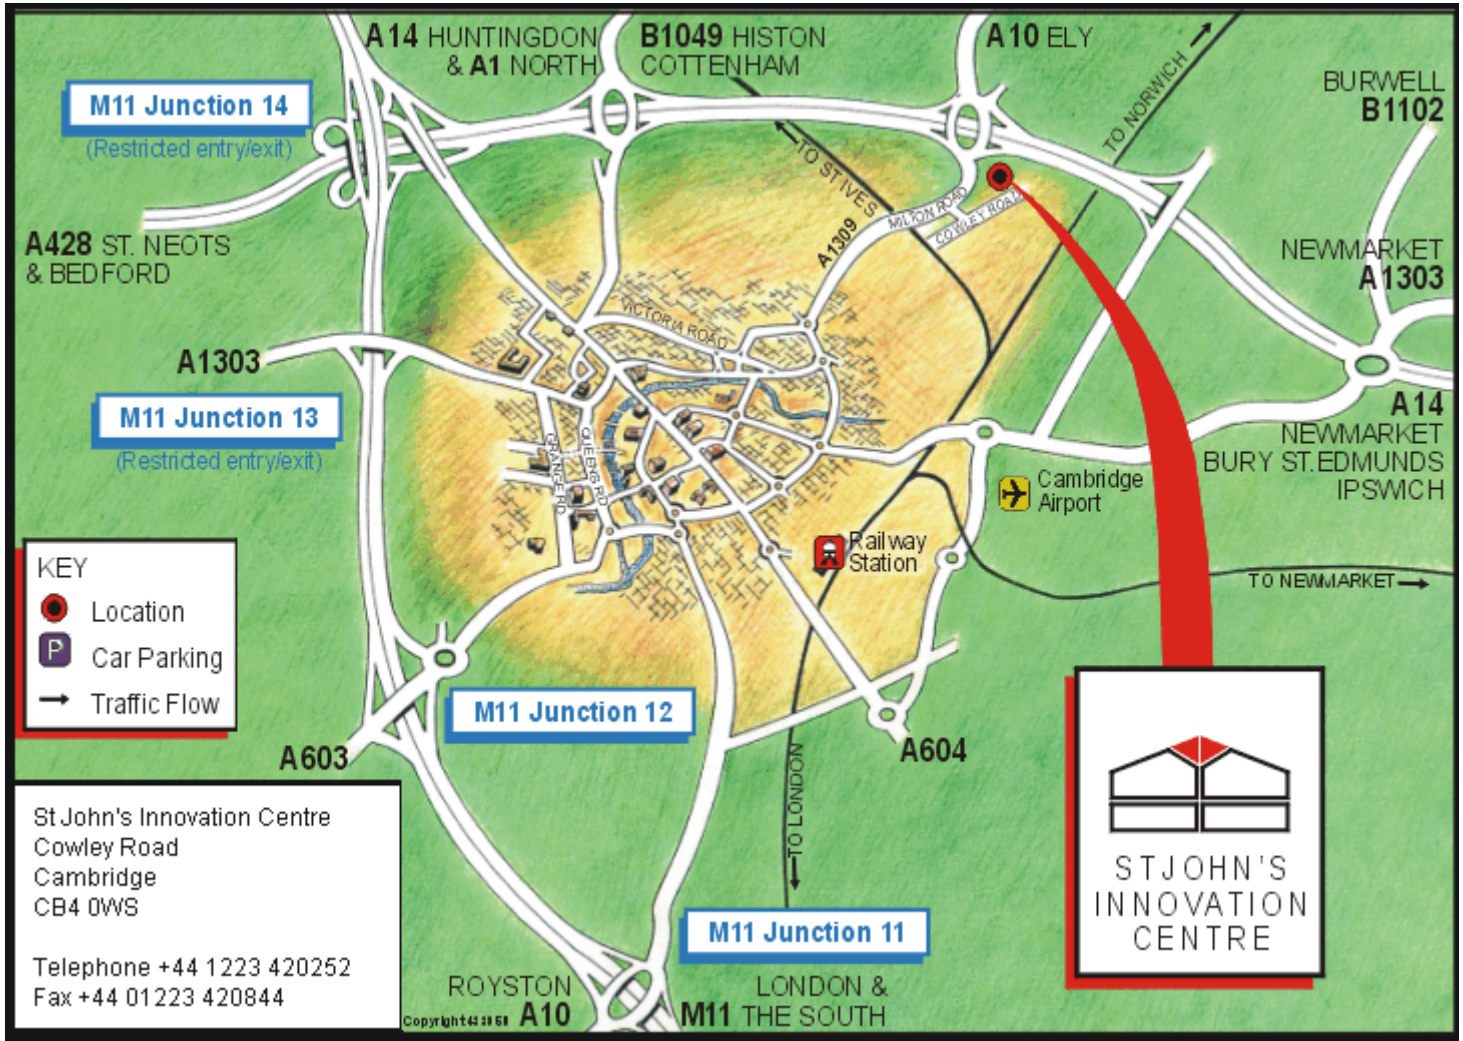 A14 HUNTINGDON
& A1 NORTH
B1049 HISTON
COTTENHAM
A10 ELY
TO NORWICH
BURWELL
B1102
M11 Junction 14
(Restricted entry/exit)
A428 ST. NEOTS
& BEDFORD
TO ST IVES
MILTON ROAD
COWLEY ROAD
A1309
NEWMARKET
A1303
VICTORIA ROAD
A1303
M11 Junction 13
(Restricted entry/exit)
A14
NEWMARKET
BURY ST.EDMUNDS
IPSWICH
GRANGE RD
QUEENS RD
Cambridge
Airport
Railway
Station
TO NEWMARKET
KEY
Location
P
Car Parking
Traffic Flow
M11 Junction 12
A603
A604
TO LONDON
St John's Innovation Centre
Cowley Road
Cambridge
CB4 0WS
Telephone +44 1223 420252
Fax +44 01223 420844
STJOHN'S
INNOVATION
CENTRE
M11 Junction 11
ROYSTON
A10
LONDON &
M11 THE SOUTH
Copyright